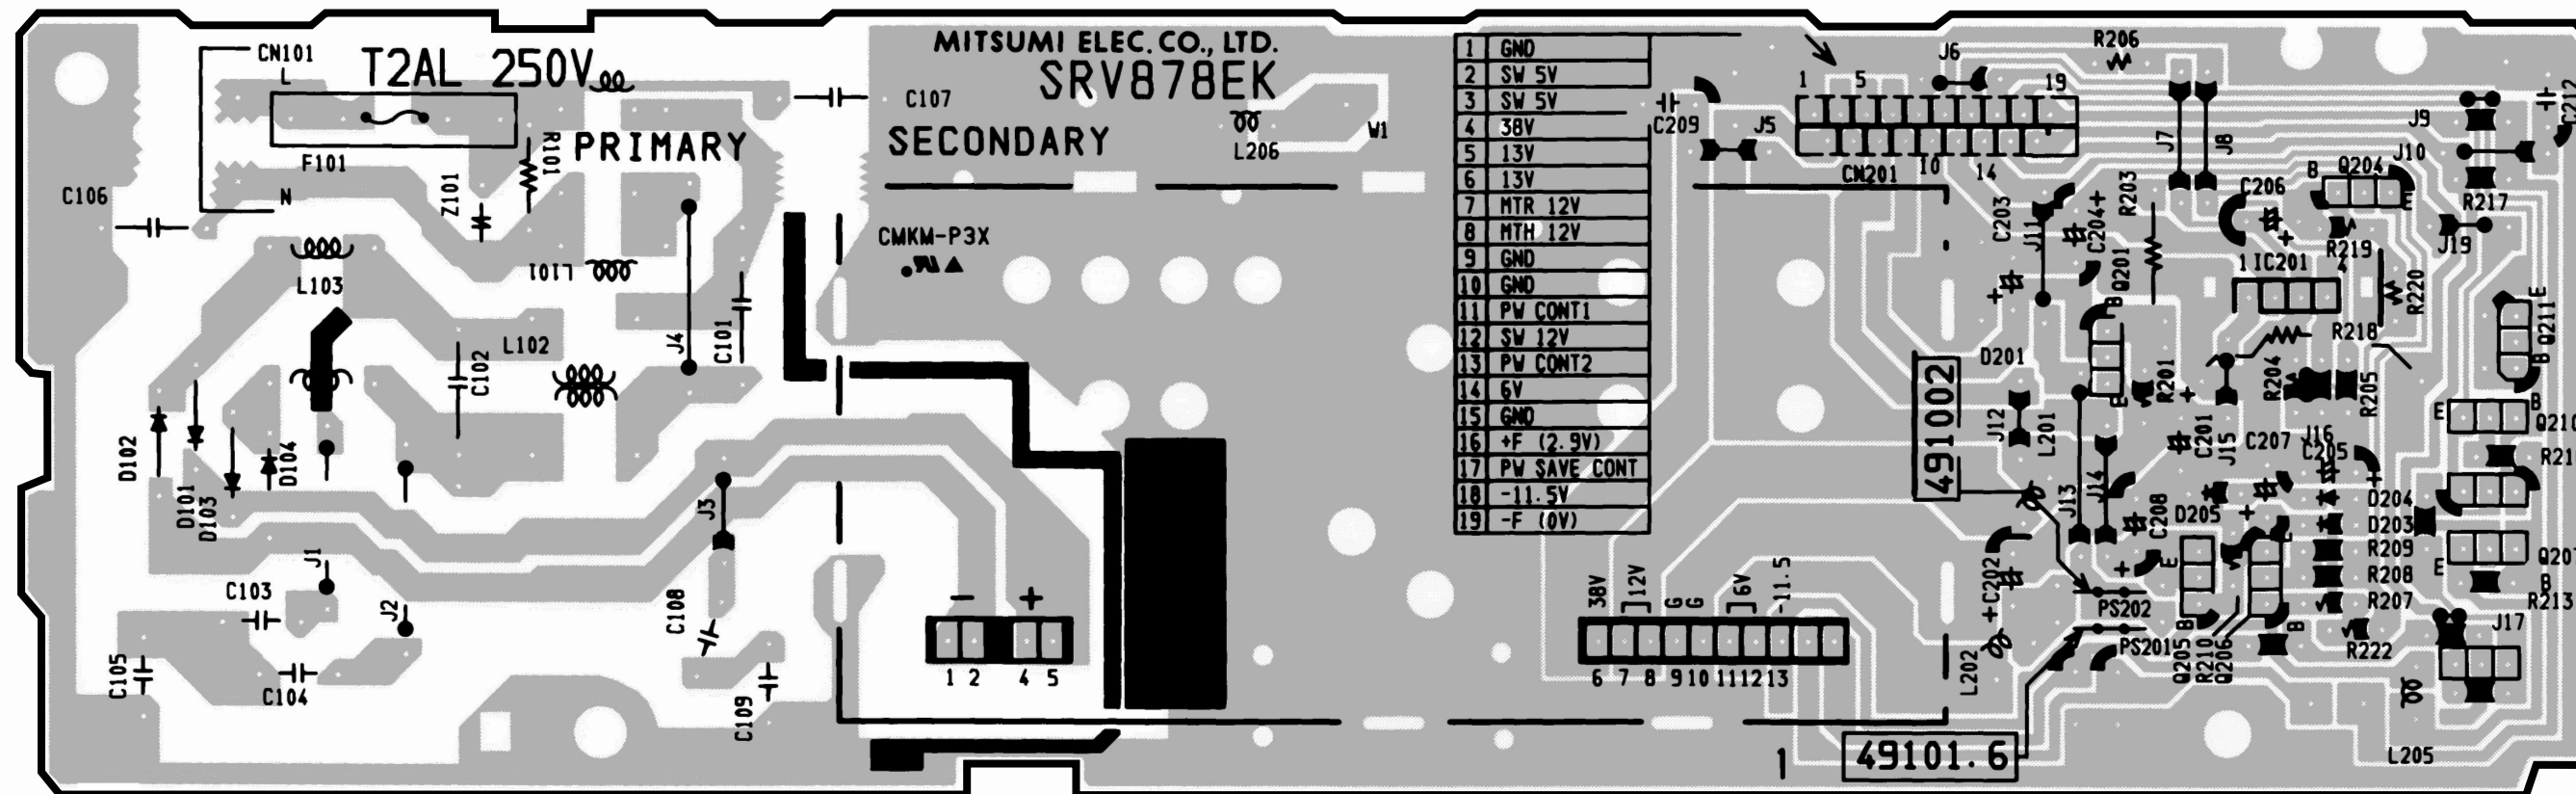 CN101
L
T2AL 250V
F101
N
PRIMARY
R101
Z101
C106
L103
L101
L102
C102
J4
C101
D102
D101
D103
D104
J1
C103
J2
C105
C104
J3
C108
C109
MITSUMI ELEC. CO., LTD.
SRV878EK
C107
SECONDARY
L206
W1
CMKM-P3X
- +
1 2 4 5
1 GND
2 SW 5V
3 SW 5V
4 38V
5 13V
6 13V
7 MTR 12V
8 MTH 12V
9 GND
10 GND
11 PW CONT1
12 SW 12V
13 PW CONT2
14 6V
15 GND
16 +F (2.9V)
17 PW SAVE CONT
18 -11.5V
19 -F (0V)
38V 12V G G 6V -11.5
6 7 8 9 10 11 12 13
C209
J5
1 5 19
J6
10 14
CN201
R206
J7
J8
J9
J10
C212
B Q204 E
R217
J19
C203
J11
C204
+
R203
C206
+
R219
R220
1 IC201 4
R218
Q201
B
+
D201
E
R201
R204
R205
Q211
E
B
491002
J12
L201
+
C201
J15
C207
J16
C205
+
E B
Q210
J13
J14
C208
+
D205
+
D204
D203
R209
R208
R207
R222
E B
R213
J17
C202
+
PS202
PS201
E
B
B
Q205
R210
Q206
L202
L205
1 49101.6